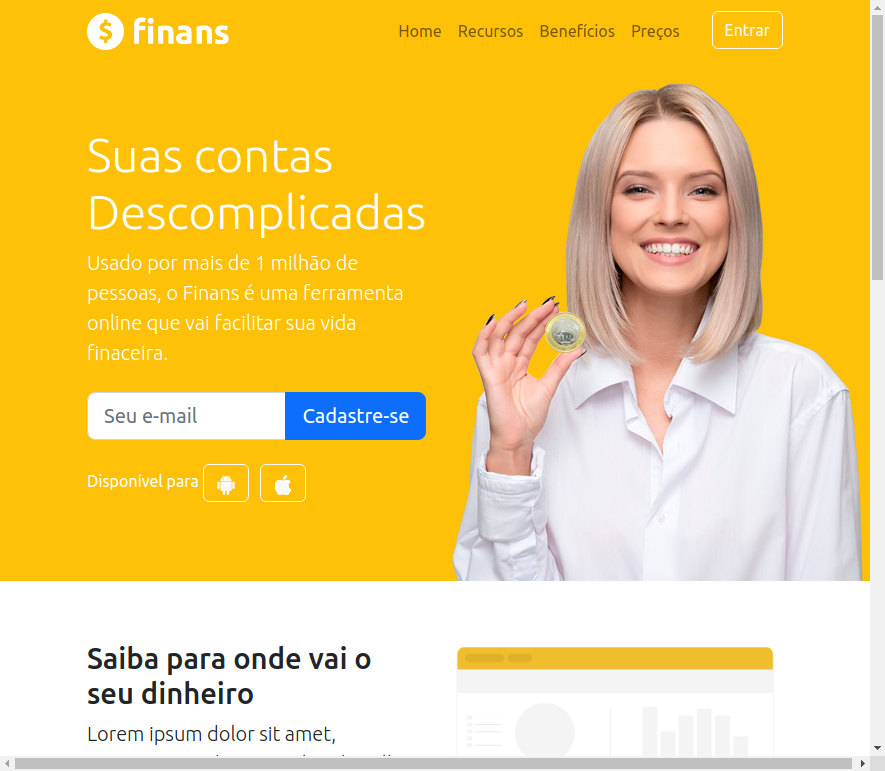 finans
Home Recursos Benefícios Preços Entrar
Suas contas
Descomplicadas
Usado por mais de 1 milhão de
pessoas, o Finans é uma ferramenta
online que vai facilitar sua vida
finaceira.
Seu e-mail Cadastre-se
Disponível para
Saiba para onde vai o
seu dinheiro
Lorem ipsum dolor sit amet,